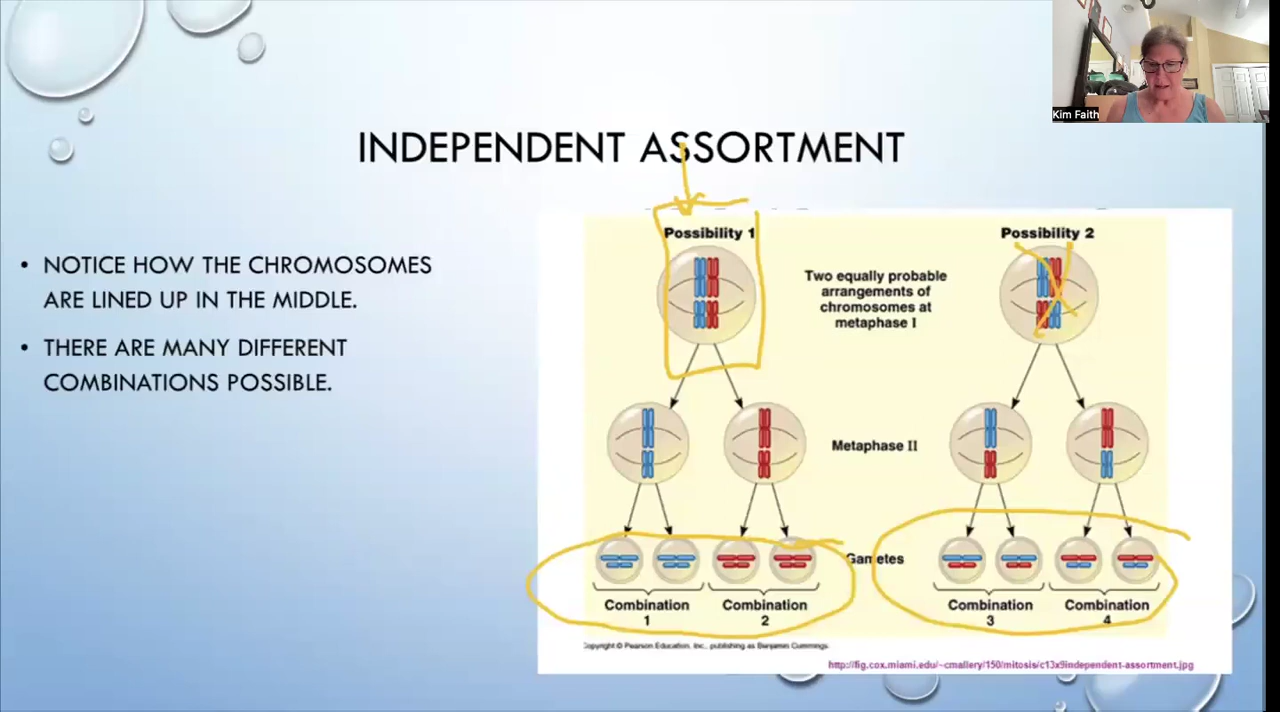 Kim Faith
INDEPENDENT ASSORTMENT
• NOTICE HOW THE CHROMOSOMES
ARE LINED UP IN THE MIDDLE.
• THERE ARE MANY DIFFERENT
COMBINATIONS POSSIBLE.
Possibility 1
Possibility 2
Two equally probable
arrangements of
chromosomes at
metaphase I
Metaphase II
Gametes
Combination
1
Combination
2
Combination
3
Combination
4
Copyright © Pearson Education, Inc., publishing as Benjamin Cummings.
http://fig.cox.miami.edu/~cmallery/150/mitosis/c13x9independent-assortment.jpg